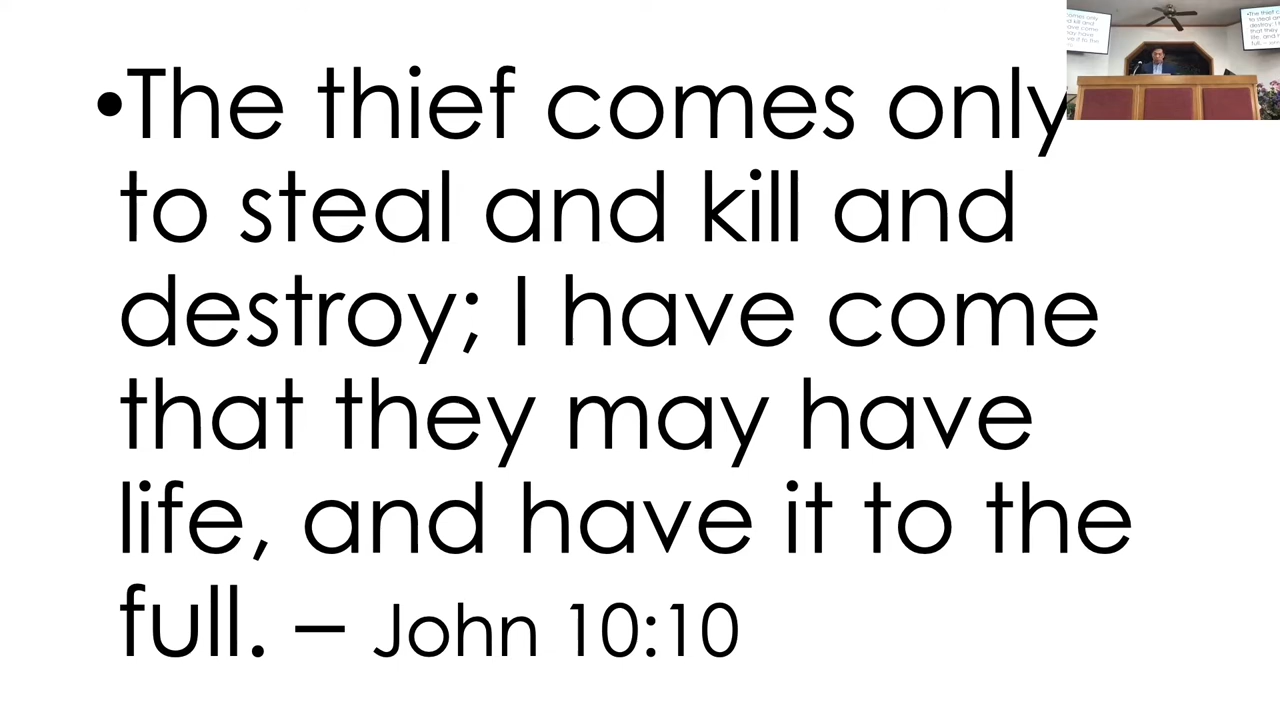 •The thief comes only
to steal and kill and
destroy; I have come
that they may have
life, and have it to the
full. – John 10:10